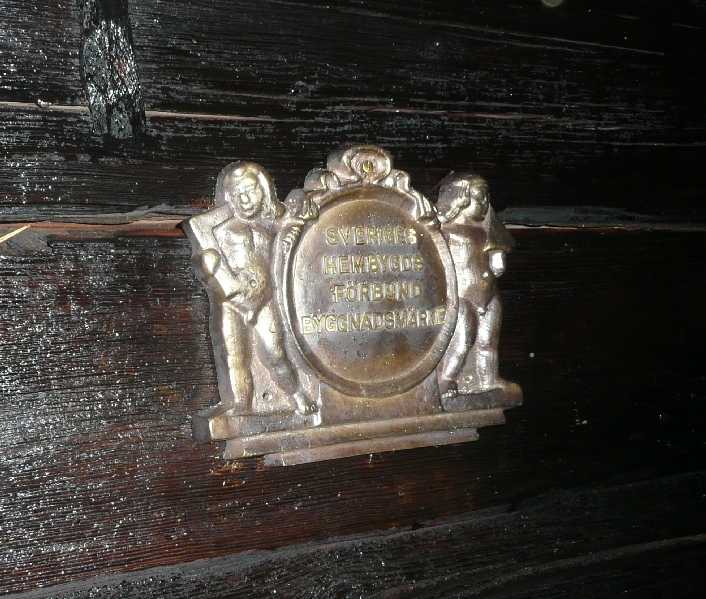 SVERIGES
HEMBYGDS
FÖRBUND
BYGGNADSMÄRKE